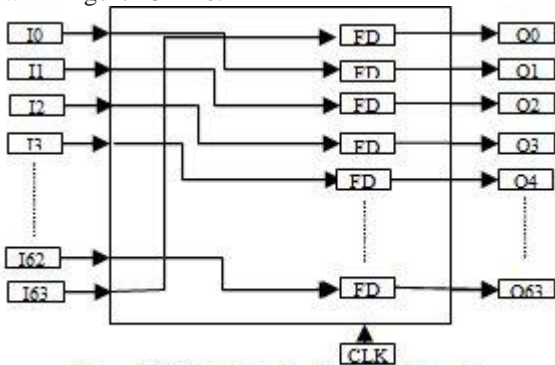 I0 FD O0
I1 FD O1
I2 FD O2
I3 FD O3
FD O4
I62
I63 FD O63
CLK